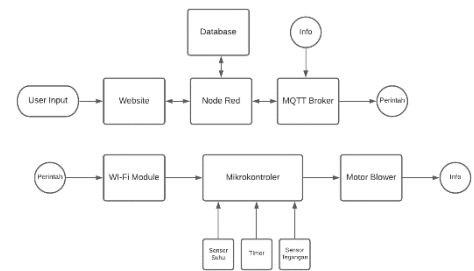 Database
Info
User Input
Website
Node Red
MQTT Broker
Perintah
Perintah
WI-Fi Module
Mikrokontroler
Motor Blower
Info
Sensor
Suhu
Timer
Sensor
Tegangan